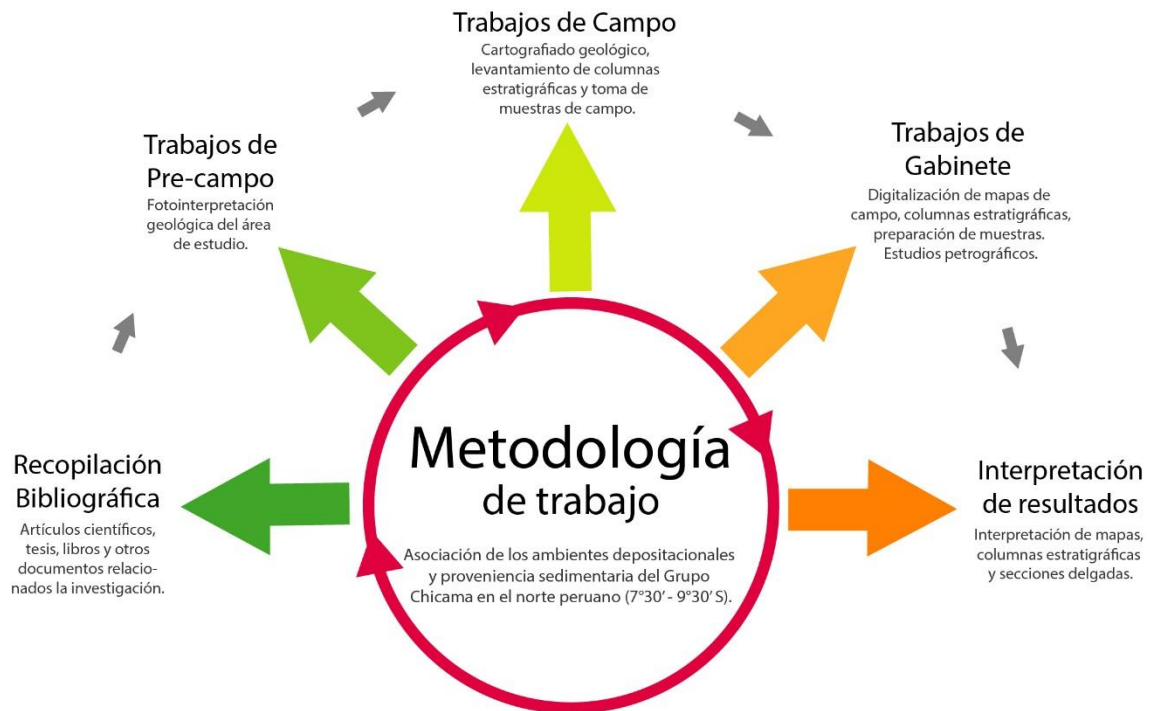 Trabajos de Campo
Cartografiado geológico,
levantamiento de columnas
estratigráficas y toma de
muestras de campo.
Trabajos de
Pre-campo
Fotointerpretación
geológica del área
de estudio.
Trabajos de
Gabinete
Digitalización de mapas de
campo, columnas estratigráficas,
preparación de muestras.
Estudios petrográficos.
Recopilación
Bibliográfica
Artículos científicos,
tesis, libros y otros
documentos relacio-
nados la investigación.
Metodología
de trabajo
Asociación de los ambientes depositacionales
y proveniencia sedimentaria del Grupo
Chicama en el norte peruano (7°30' - 9°30' S).
Interpretación
de resultados
Interpretación de mapas,
columnas estratigráficas
y secciones delgadas.